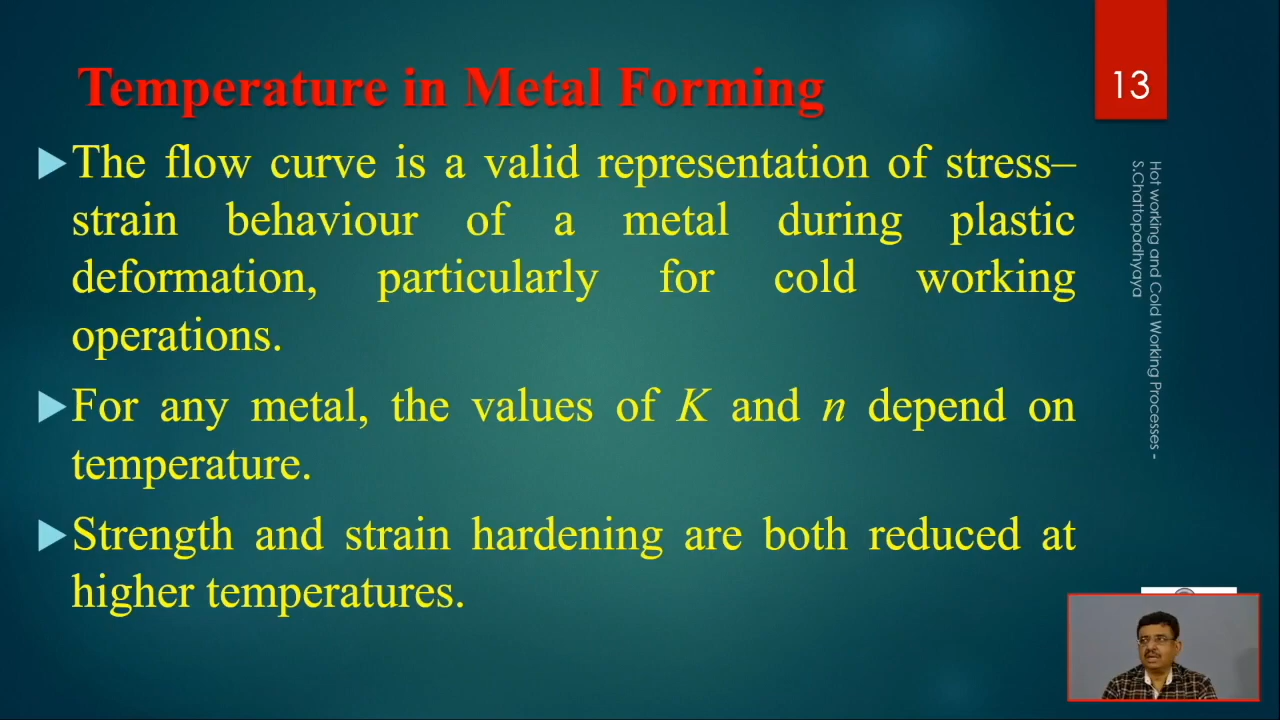 Temperature in Metal Forming
13
The flow curve is a valid representation of stress–
strain behaviour of a metal during plastic
deformation, particularly for cold working
operations.
For any metal, the values of K and n depend on
temperature.
Strength and strain hardening are both reduced at
higher temperatures.
Hot working and Cold Working Processes -
S.Chattopadhyaya